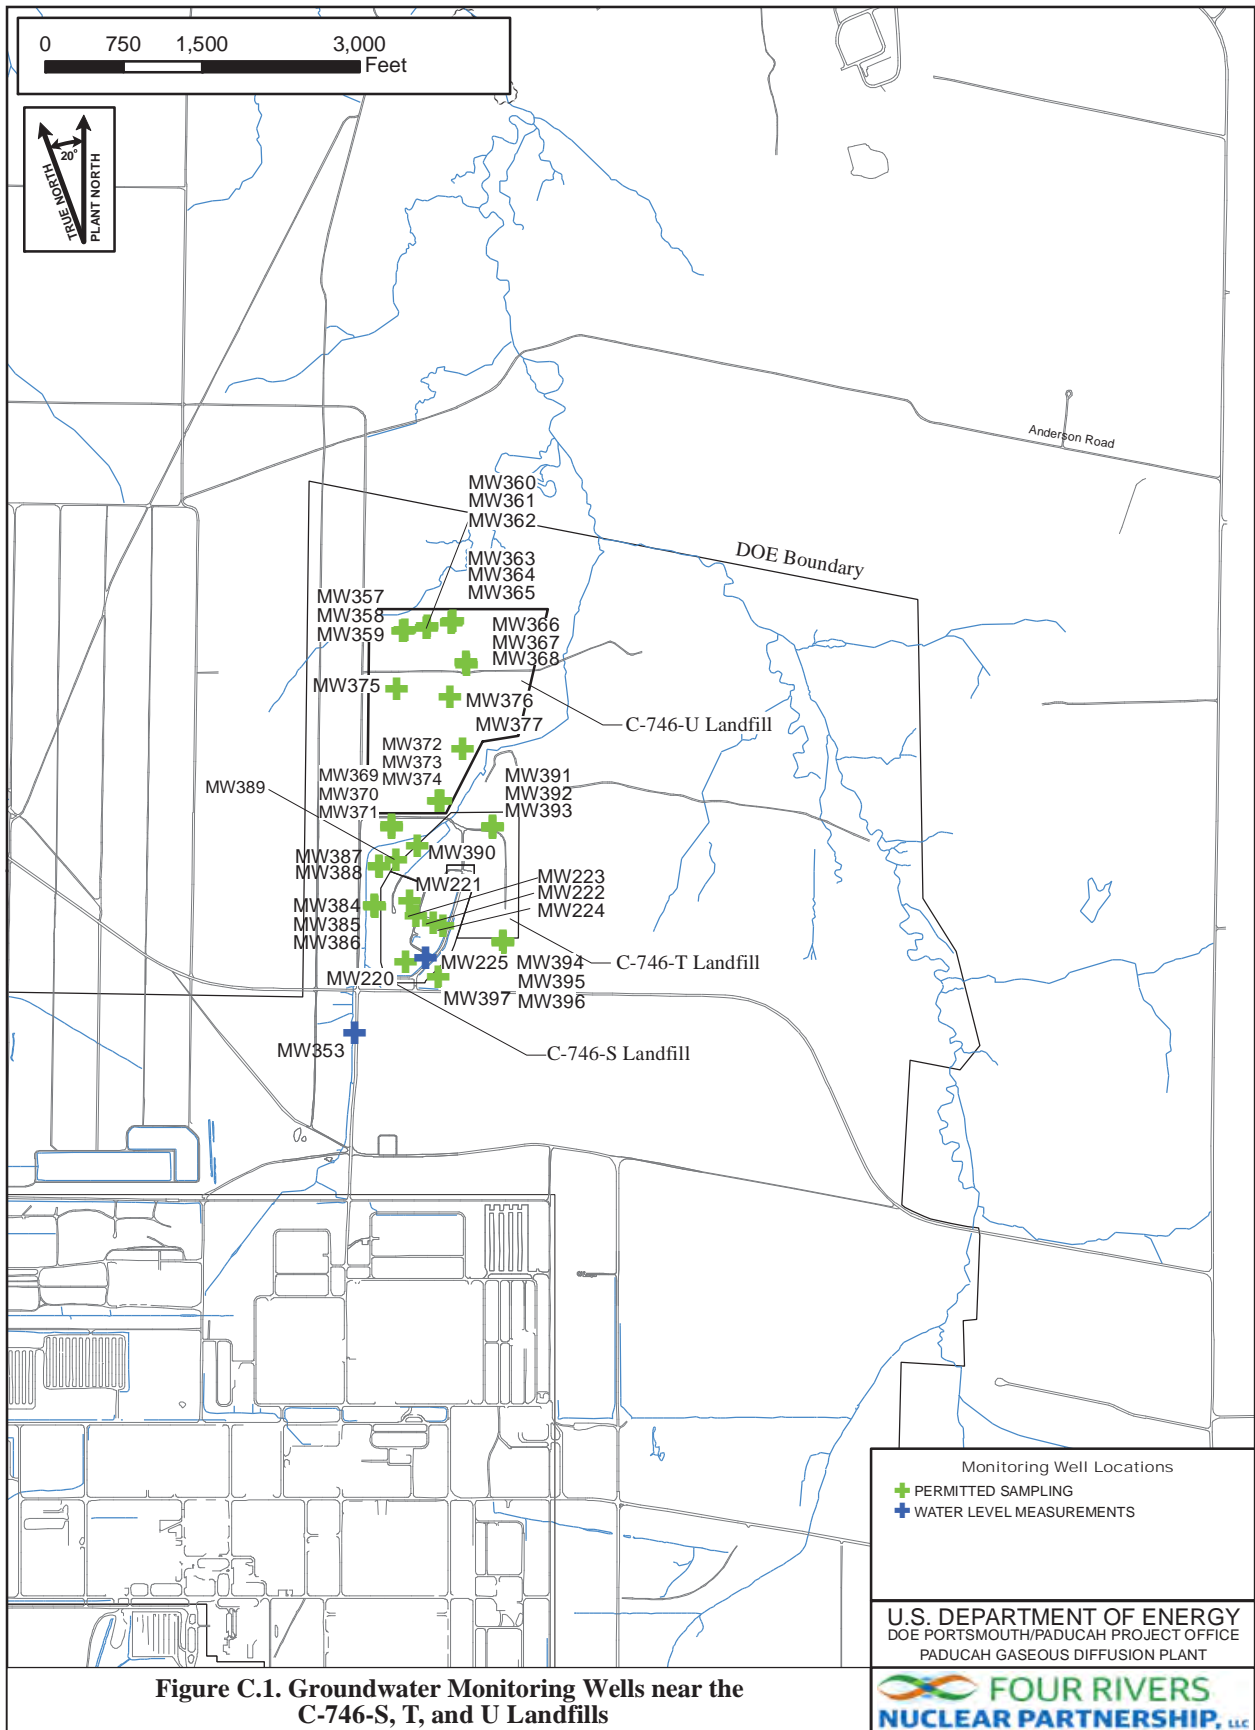 0 750 1,500 3,000
Feet
20°
TRUE NORTH
PLANT NORTH
Anderson Road
MW360
MW361
MW362
DOE Boundary
MW363
MW364
MW365
MW357
MW358
MW359
MW366
MW367
MW368
MW375
MW376
MW377
C-746-U Landfill
MW372
MW373
MW374
MW369
MW370
MW371
MW389
MW391
MW392
MW393
MW390
MW387
MW388
MW221
MW223
MW222
MW224
MW384
MW385
MW386
MW225
MW394
MW395
MW396
C-746-T Landfill
MW220
MW397
MW353
C-746-S Landfill
Monitoring Well Locations
PERMITTED SAMPLING
WATER LEVEL MEASUREMENTS
U.S. DEPARTMENT OF ENERGY
DOE PORTSMOUTH/PADUCAH PROJECT OFFICE
PADUCAH GASEOUS DIFFUSION PLANT
Figure C.1. Groundwater Monitoring Wells near the
C-746-S, T, and U Landfills
FOUR RIVERS
NUCLEAR PARTNERSHIP, LLC